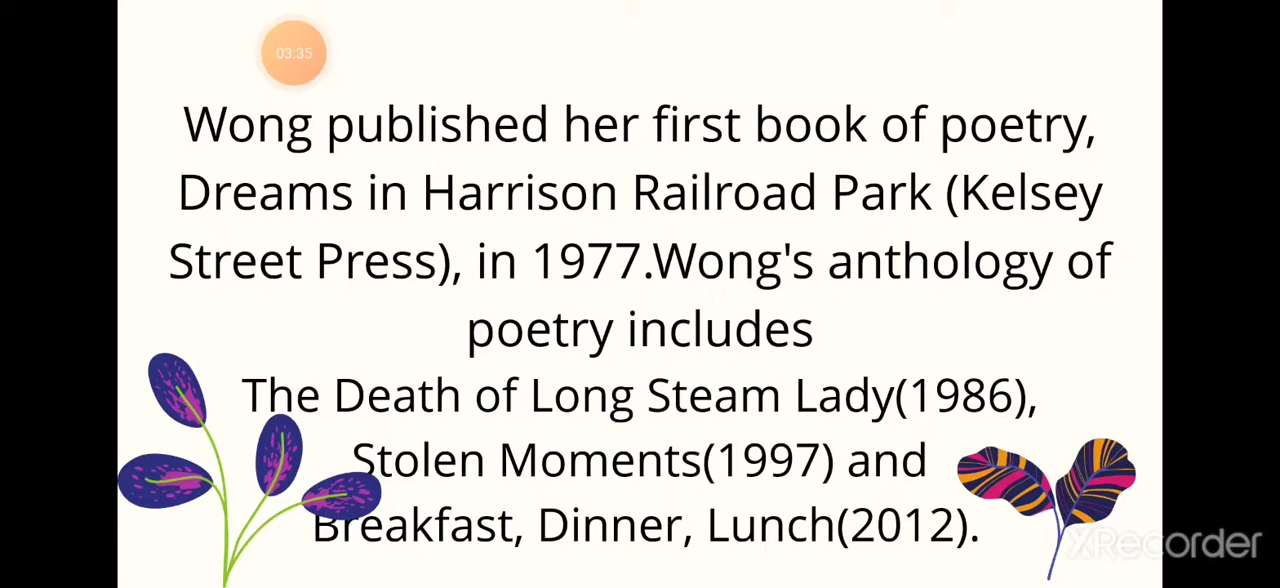 03:35
Wong published her first book of poetry,
Dreams in Harrison Railroad Park (Kelsey
Street Press), in 1977.Wong's anthology of
poetry includes
The Death of Long Steam Lady(1986),
Stolen Moments(1997) and
Breakfast, Dinner, Lunch(2012).
XRecorder